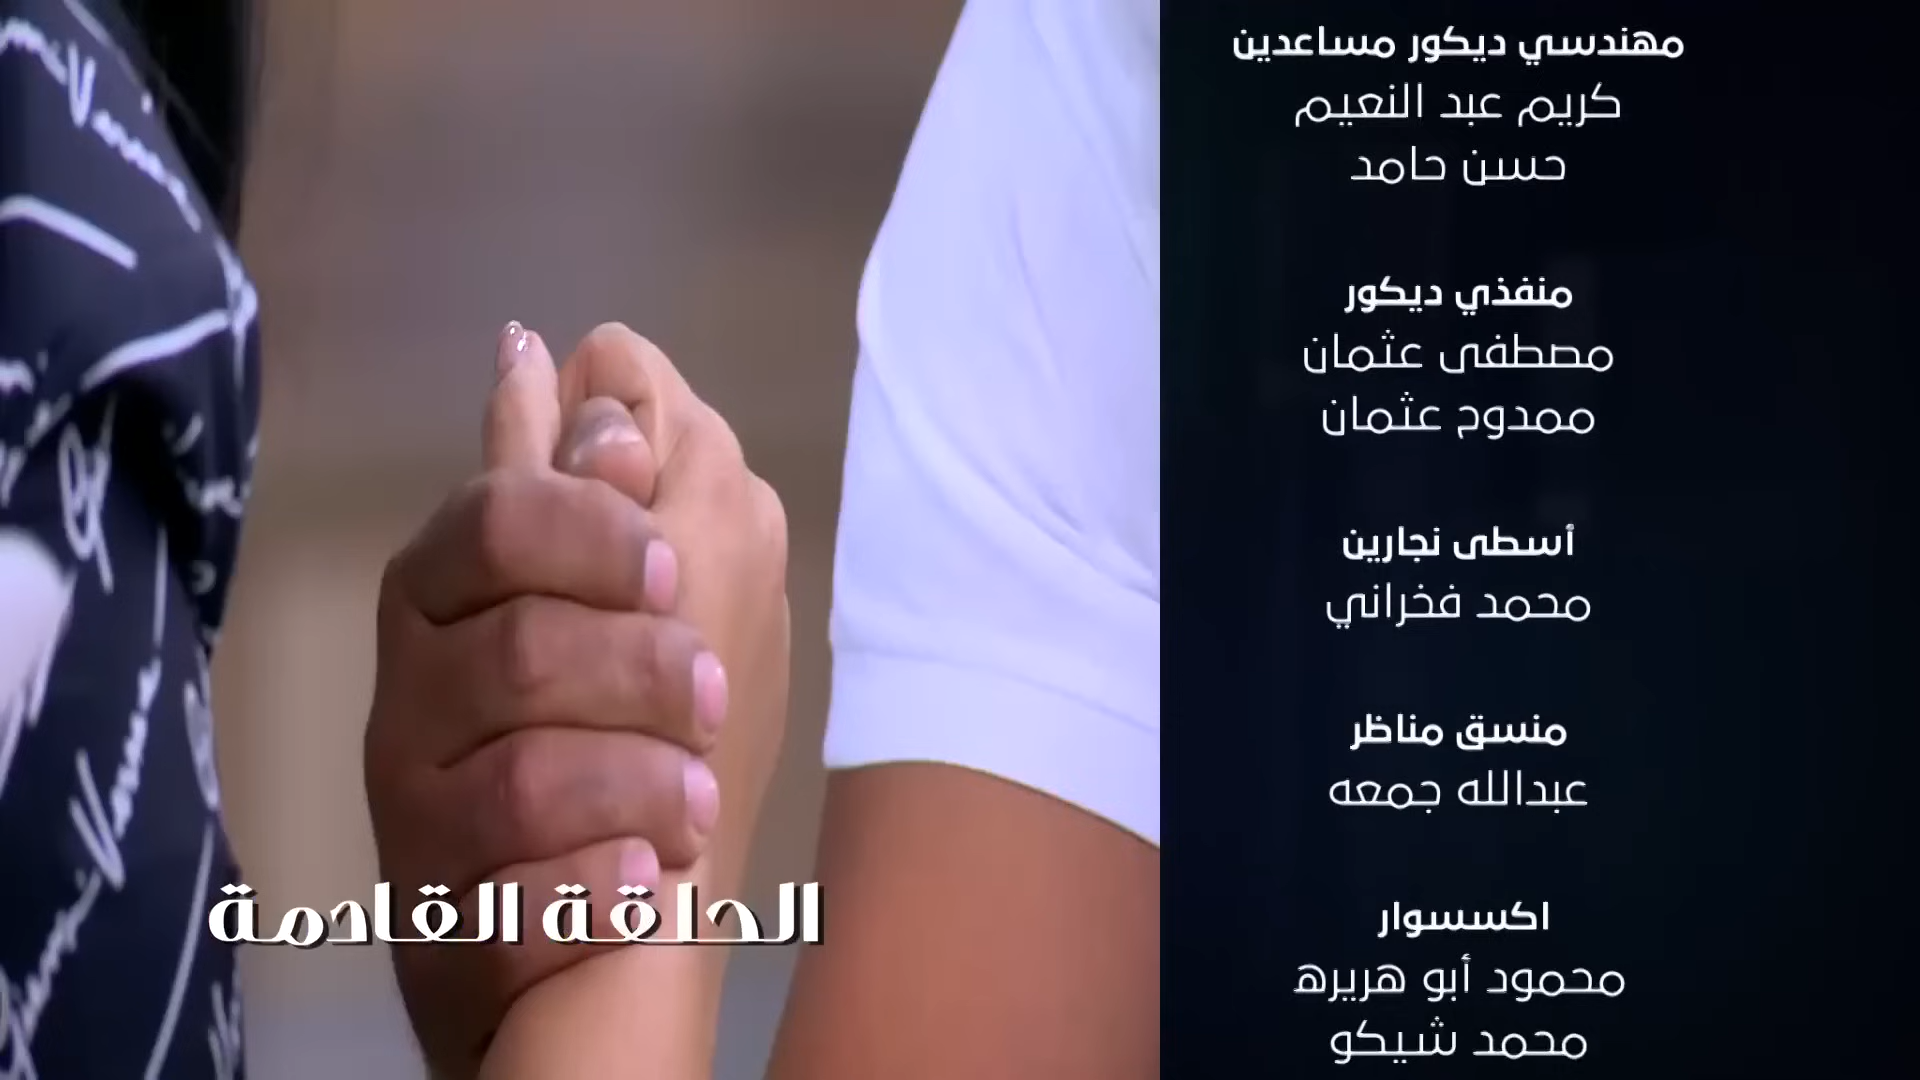 مهندسي ديكور مساعدين
كريم عبد النعيم
حسن حامد
منفذي ديكور
مصطفى عثمان
ممدوح عثمان
أسطى نجارين
محمد فخراني
منسق مناظر
عبدالله جمعه
اكسسوار
محمود أبو هريره
محمد شيكو
الحلقة القادمة